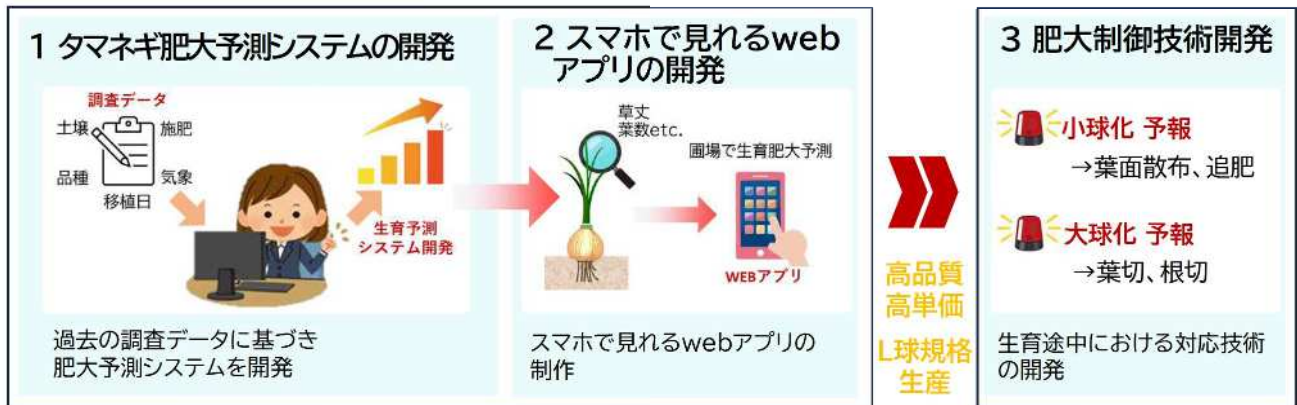 1 タマネギ肥大予測システムの開発
調査データ
土壌
施肥
品種
気象
移植日
生育予測
システム開発
過去の調査データに基づき
肥大予測システムを開発
2 スマホで見れるweb
アプリの開発
草丈
葉数etc.
圃場で生育肥大予測
WEBアプリ
スマホで見れるwebアプリの
制作
高品質
高単価
L球規格
生産
3 肥大制御技術開発
小球化 予報
→葉面散布、追肥
大球化 予報
→葉切、根切
生育途中における対応技術
の開発